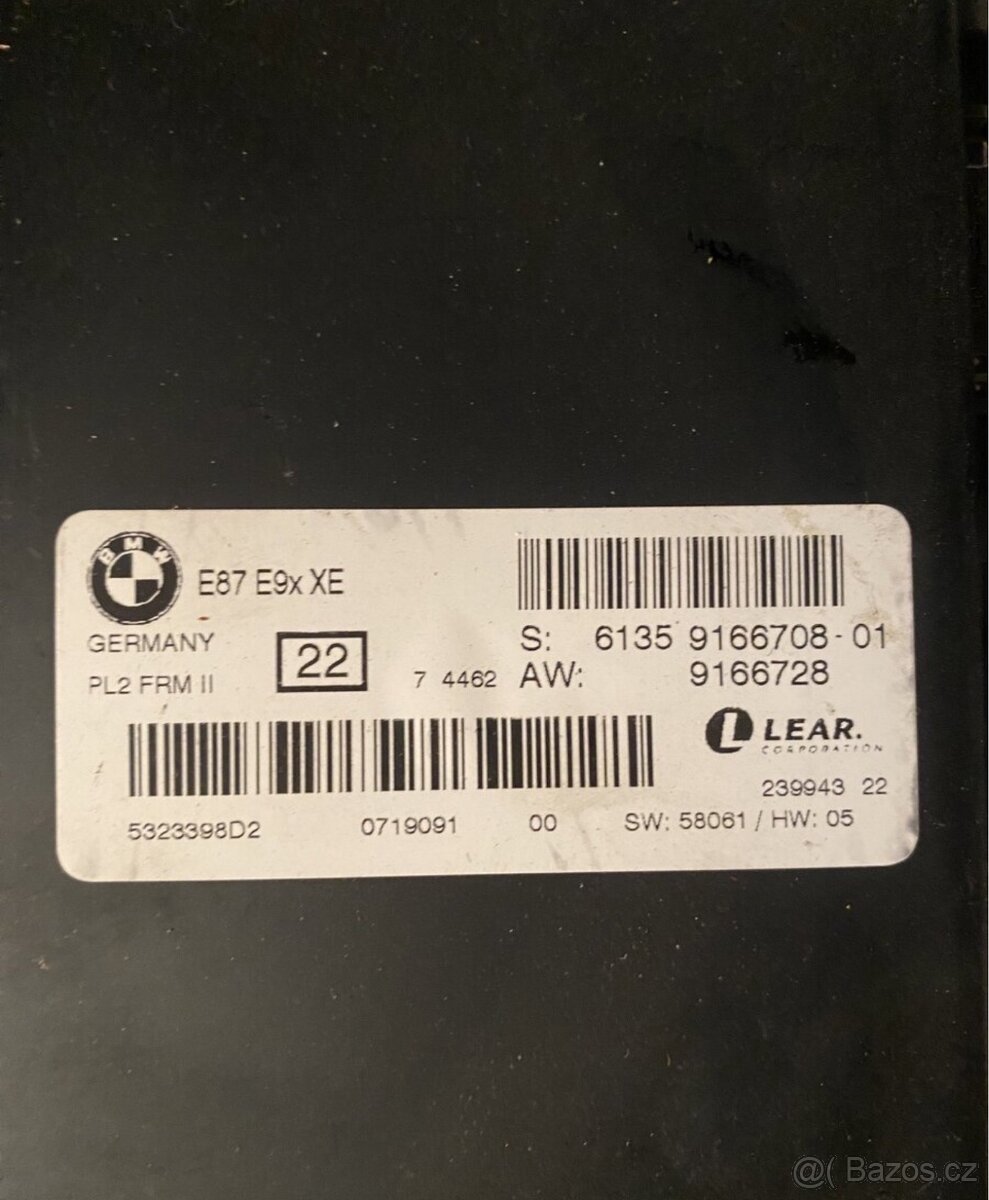 BMW
E87 E9x XE
GERMANY
PL2 FRM II
22
7 4462
S: 6135 9166708-01
AW: 9166728
L LEAR.
CORPORATION
239943 22
5323398D2 0719091 00 SW: 58061 / HW: 05
@( Bazos.cz